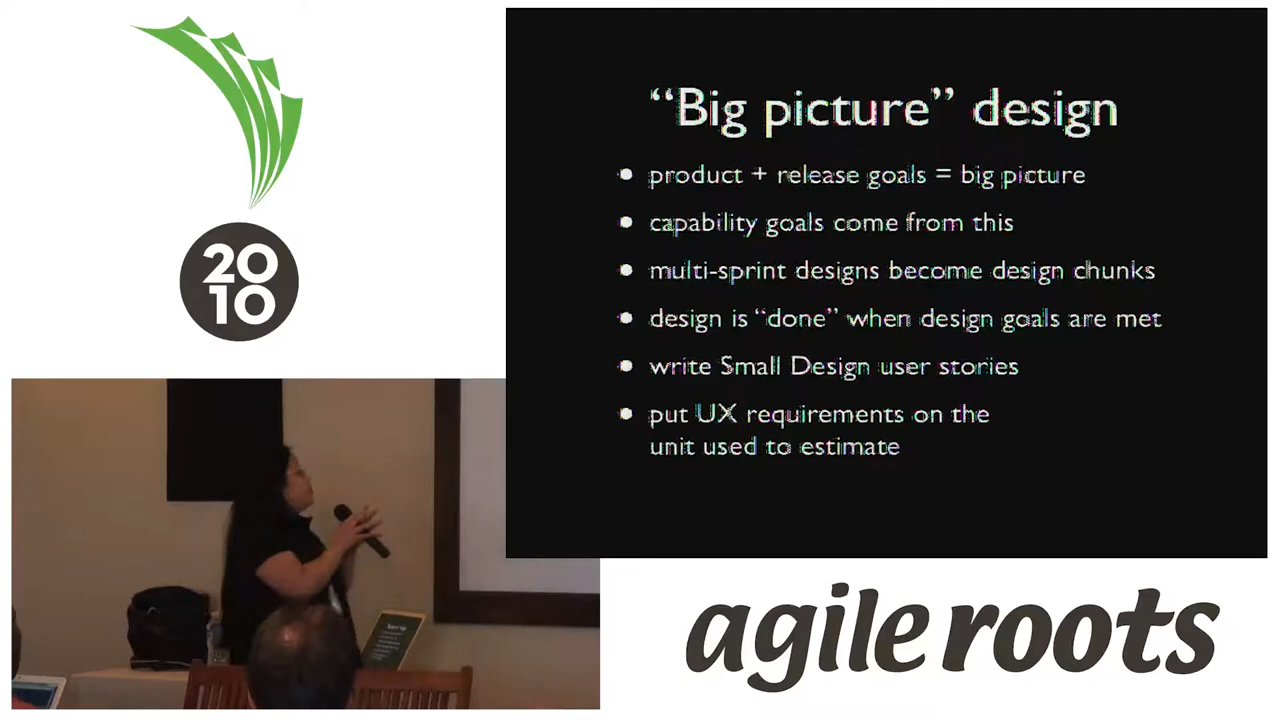 20
10
“Big picture” design
• product + release goals = big picture
• capability goals come from this
• multi-sprint designs become design chunks
• design is “done” when design goals are met
• write Small Design user stories
• put UX requirements on the
unit used to estimate
agile roots